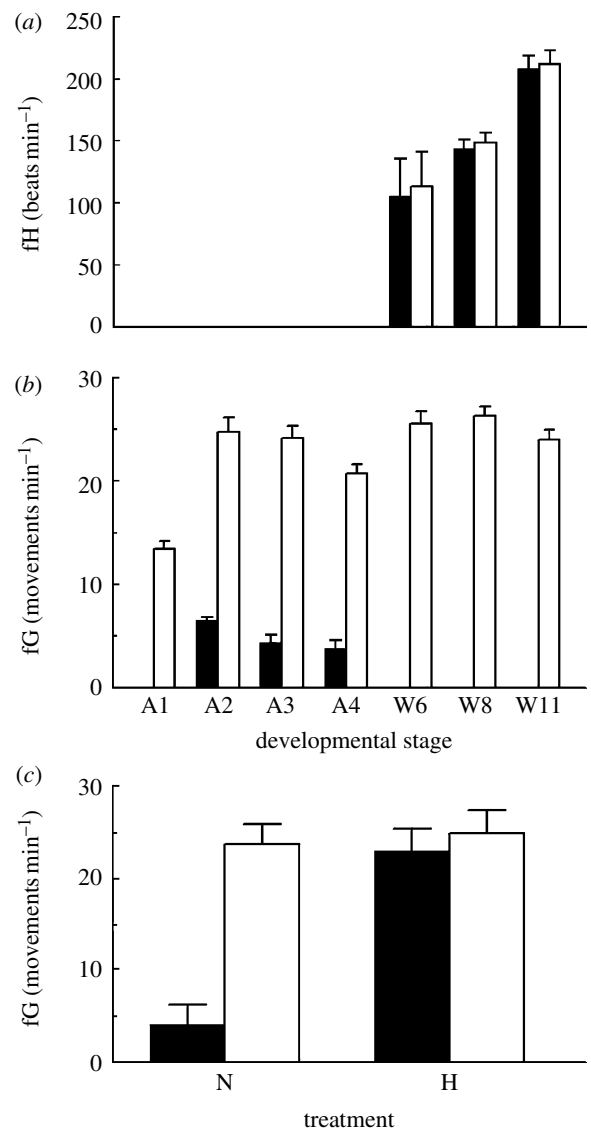 (a)
250
200
150
100
50
0
fH (beats min⁻¹)
(b)
30
20
10
0
fG (movements min⁻¹)
A1 A2 A3 A4 W6 W8 W11
developmental stage
(c)
30
20
10
0
fG (movements min⁻¹)
N H
treatment